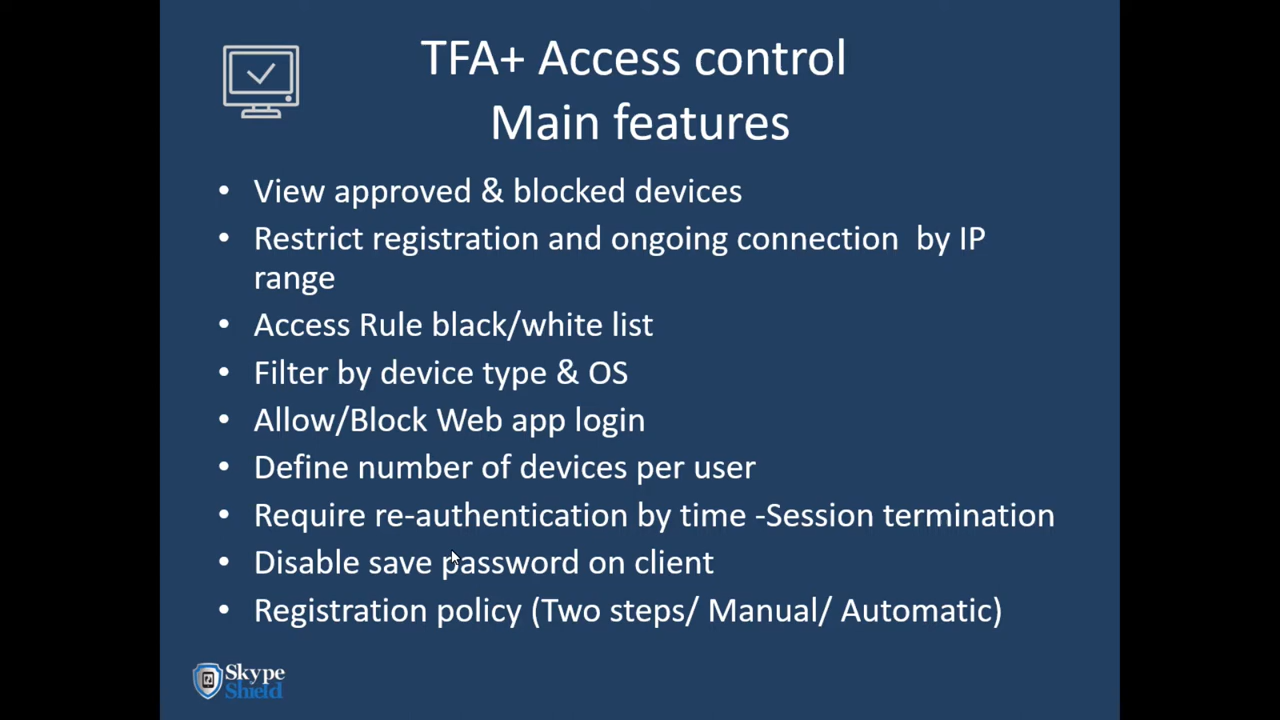 TFA+ Access control
Main features
• View approved & blocked devices
• Restrict registration and ongoing connection  by IP
range
• Access Rule black/white list
• Filter by device type & OS
• Allow/Block Web app login
• Define number of devices per user
• Require re-authentication by time -Session termination
• Disable save password on client
• Registration policy (Two steps/ Manual/ Automatic)
Skype
Shield